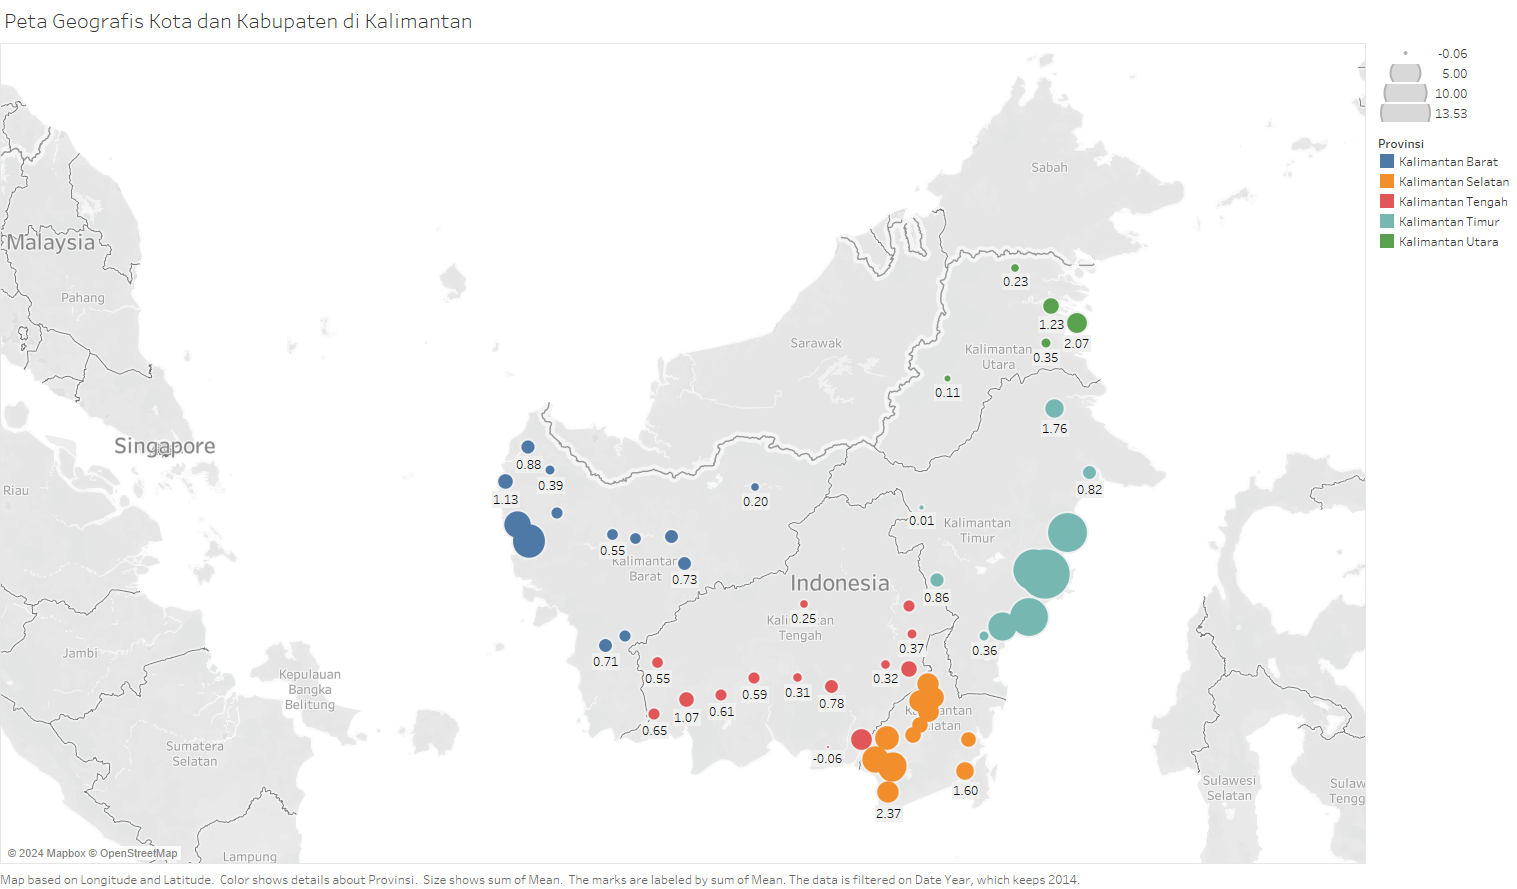 Peta Geografis Kota dan Kabupaten di Kalimantan
-0.06
5.00
10.00
13.53
Provinsi
Kalimantan Barat
Kalimantan Selatan
Kalimantan Tengah
Kalimantan Timur
Kalimantan Utara
Sabah
Malaysia
Pahang
0.23
1.23
2.07
Sarawak
Kalimantan
Utara
0.35
0.11
1.76
Singapore
0.88
0.39
1.13
Riau
0.20
0.82
0.01
Kalimantan
Timur
0.55
Kalimantan
Barat
0.73
Indonesia
0.86
0.25
Tengah
0.37
0.36
Jambi
0.71
Kepulauan
Bangka
Belitung
0.55
0.32
0.59
0.31
0.78
0.65
1.07
0.61
Sumatera
Selatan
-0.06
1.60
2.37
Sulawesi
Selatan
Sulaw
Tengg
Lampung
© 2024 Mapbox © OpenStreetMap
Map based on Longitude and Latitude. Color shows details about Provinsi. Size shows sum of Mean. The marks are labeled by sum of Mean. The data is filtered on Date Year, which keeps 2014.